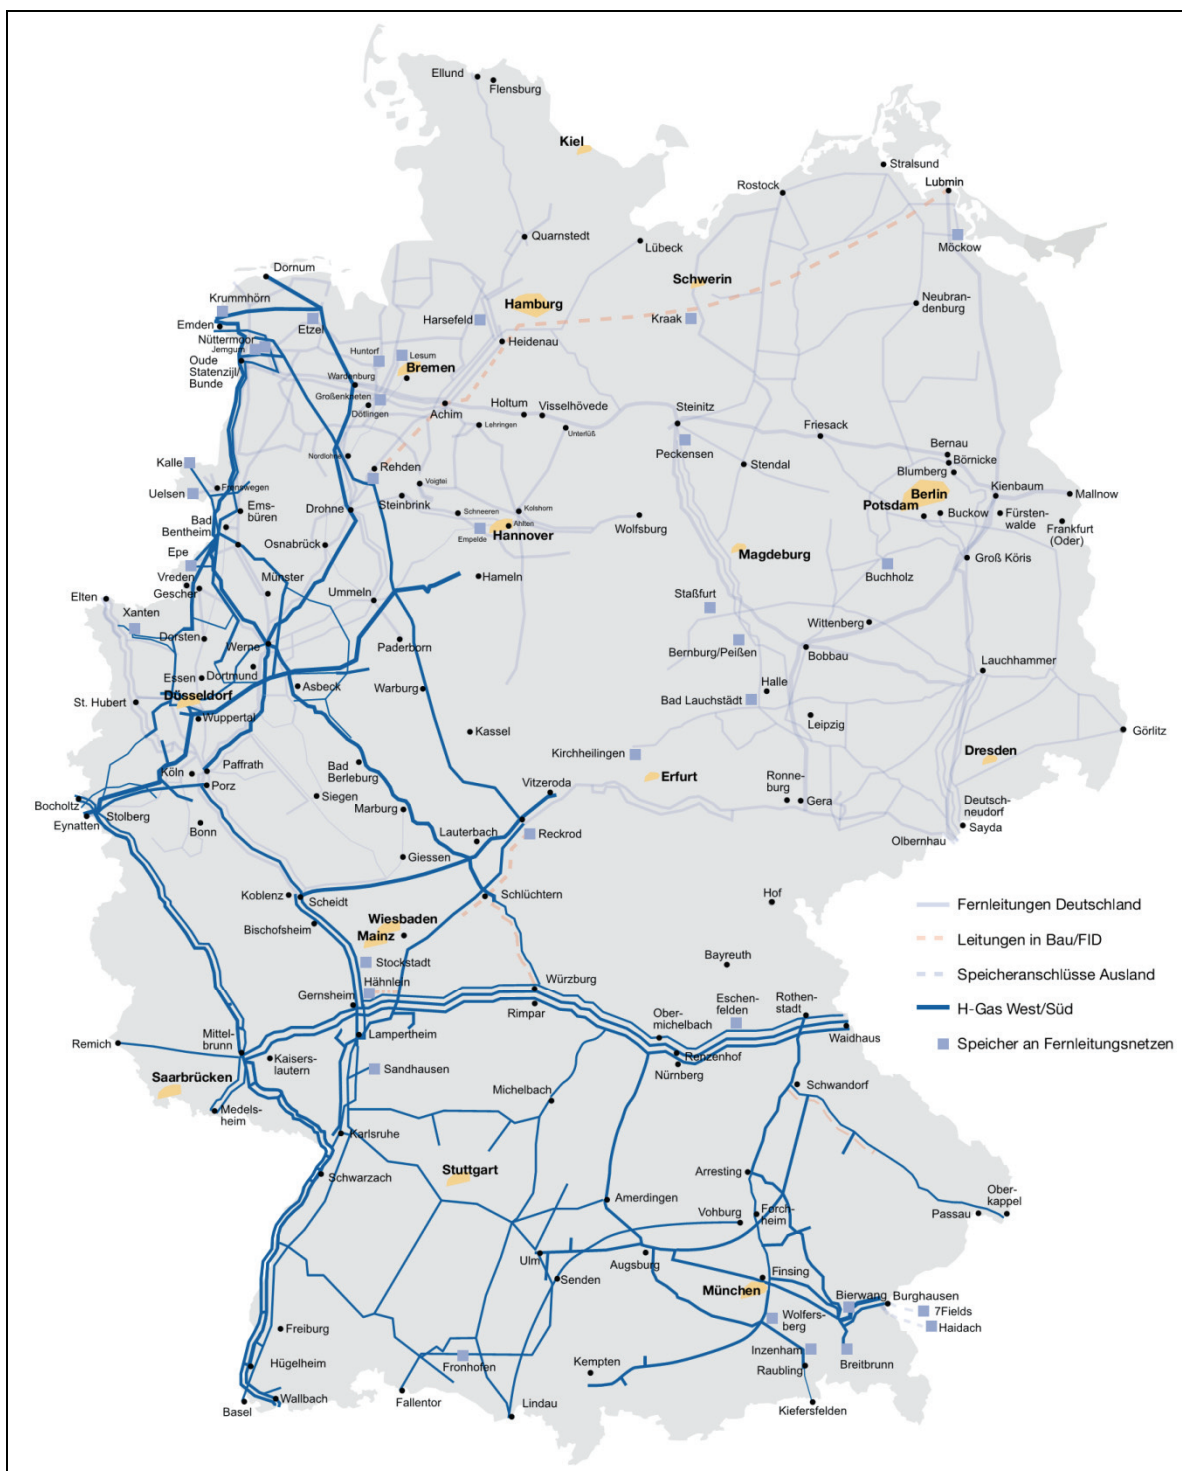 Ellund
Flensburg
Kiel
Stralsund
Rostock
Lubmin
Quarnstedt
Lübeck
Möckow
Dornum
Schwerin
Krummhörn
Hamburg
Neubran-
denburg
Emden
Etzel
Harsefeld
Kraak
Nüttermoor
Jemgum
Heidenau
Huntorf
Lesum
Oude
Statenzijl/
Bunde
Bremen
Wardenburg
Großenkneten
Dötlingen
Achim
Holtum
Visselhövede
Steinitz
Lehringen
Unterlüß
Friesack
Peckensen
Bernau
Börnicke
Blumberg
Nordlohne
Kalle
Rehden
Stendal
Uelsen
Frenswegen
Voigtei
Berlin
Kienbaum
Mallnow
Steinbrink
Potsdam
Ems-
büren
Drohne
Schneeren
Kolshorn
Wolfsburg
Buckow
Fürsten-
walde
Frankfurt
(Oder)
Bad
Bentheim
Ahlten
Hannover
Empelde
Osnabrück
Magdeburg
Epe
Groß Köris
Buchholz
Vreden
Gescher
Münster
Hameln
Elten
Ummeln
Staßfurt
Xanten
Wittenberg
Dorsten
Werne
Paderborn
Bernburg/Peißen
Bobbau
Lauchhammer
Essen
Dortmund
Asbeck
Warburg
Halle
St. Hubert
Düsseldorf
Bad Lauchstädt
Wuppertal
Leipzig
Kassel
Görlitz
Kirchheilingen
Dresden
Köln
Paffrath
Bad
Berleburg
Erfurt
Ronne-
burg
Porz
Vitzeroda
Gera
Bocholtz
Siegen
Marburg
Deutsch-
neudorf
Eynatten
Stolberg
Sayda
Bonn
Lauterbach
Reckrod
Olbernhau
Giessen
Koblenz
Scheidt
Schlüchtern
Hof
Fernleitungen Deutschland
Wiesbaden
Bischofsheim
Mainz
Leitungen in Bau/FID
Stockstadt
Bayreuth
Speicheranschlüsse Ausland
Hähnlein
Würzburg
Gernsheim
Eschen-
felden
Rothen-
stadt
H-Gas West/Süd
Rimpar
Ober-
michelbach
Remich
Mittel-
brunn
Lampertheim
Waidhaus
Speicher an Fernleitungsnetzen
Kaisers-
lautern
Renzenhof
Sandhausen
Nürnberg
Saarbrücken
Schwandorf
Michelbach
Medels-
heim
Karlsruhe
Stuttgart
Arresting
Schwarzach
Ober-
kappel
Amerdingen
Vohburg
Forch-
heim
Passau
Ulm
Augsburg
Finsing
Senden
München
Bierwang
Burghausen
7Fields
Wolfers-
berg
Haidach
Freiburg
Inzenham
Hügelheim
Fronhofen
Kempten
Raubling
Breitbrunn
Wallbach
Basel
Fallentor
Lindau
Kiefersfelden